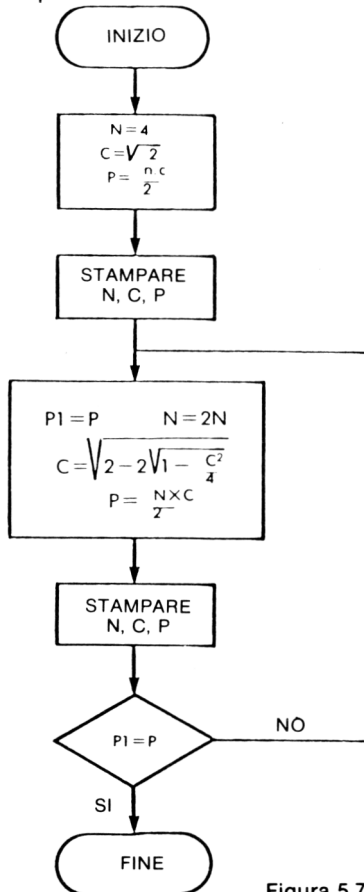 INIZIO
N = 4
C = √2
P = n.c/2
STAMPARE
N, C, P
P1 = P N = 2N
C = √2 − 2√1 − C²/4
P = N×C/2
STAMPARE
N, C, P
P1 = P
NO
SI
FINE
Figura 5.7